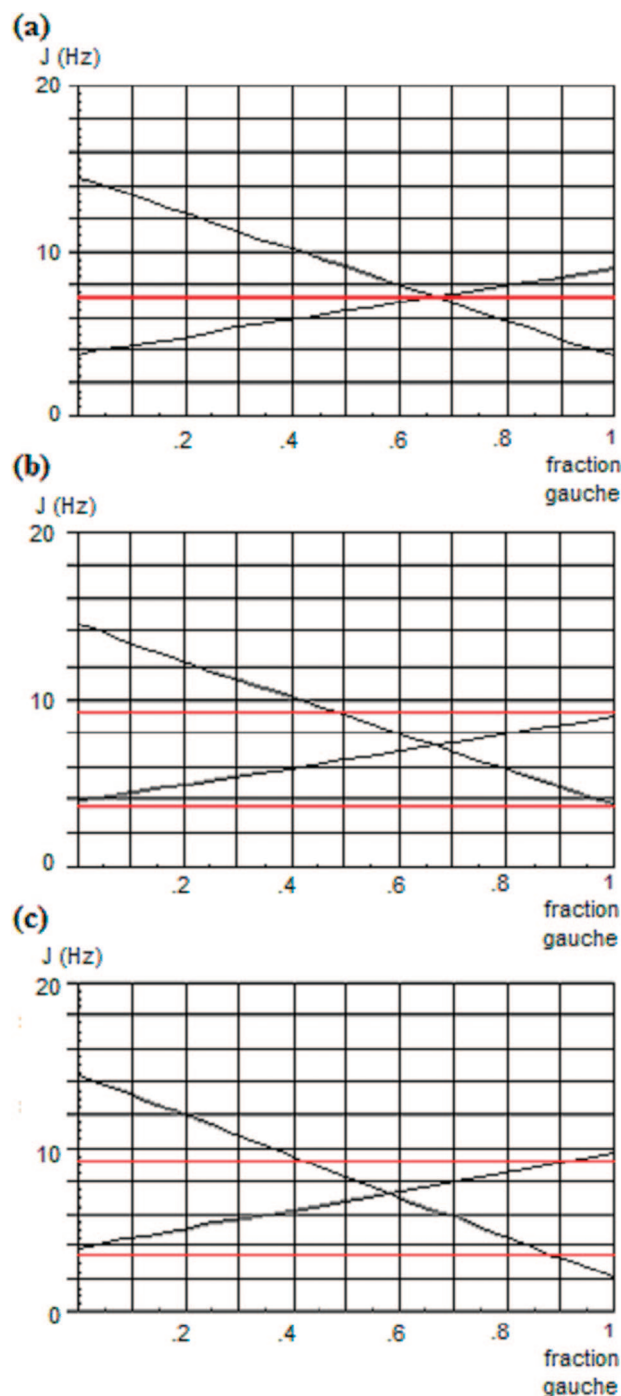 (a)
J (Hz)
20
10
0
.2 .4 .6 .8 1
fraction
gauche
(b)
J (Hz)
20
10
0
.2 .4 .6 .8 1
fraction
gauche
(c)
J (Hz)
20
10
0
.2 .4 .6 .8 1
fraction
gauche